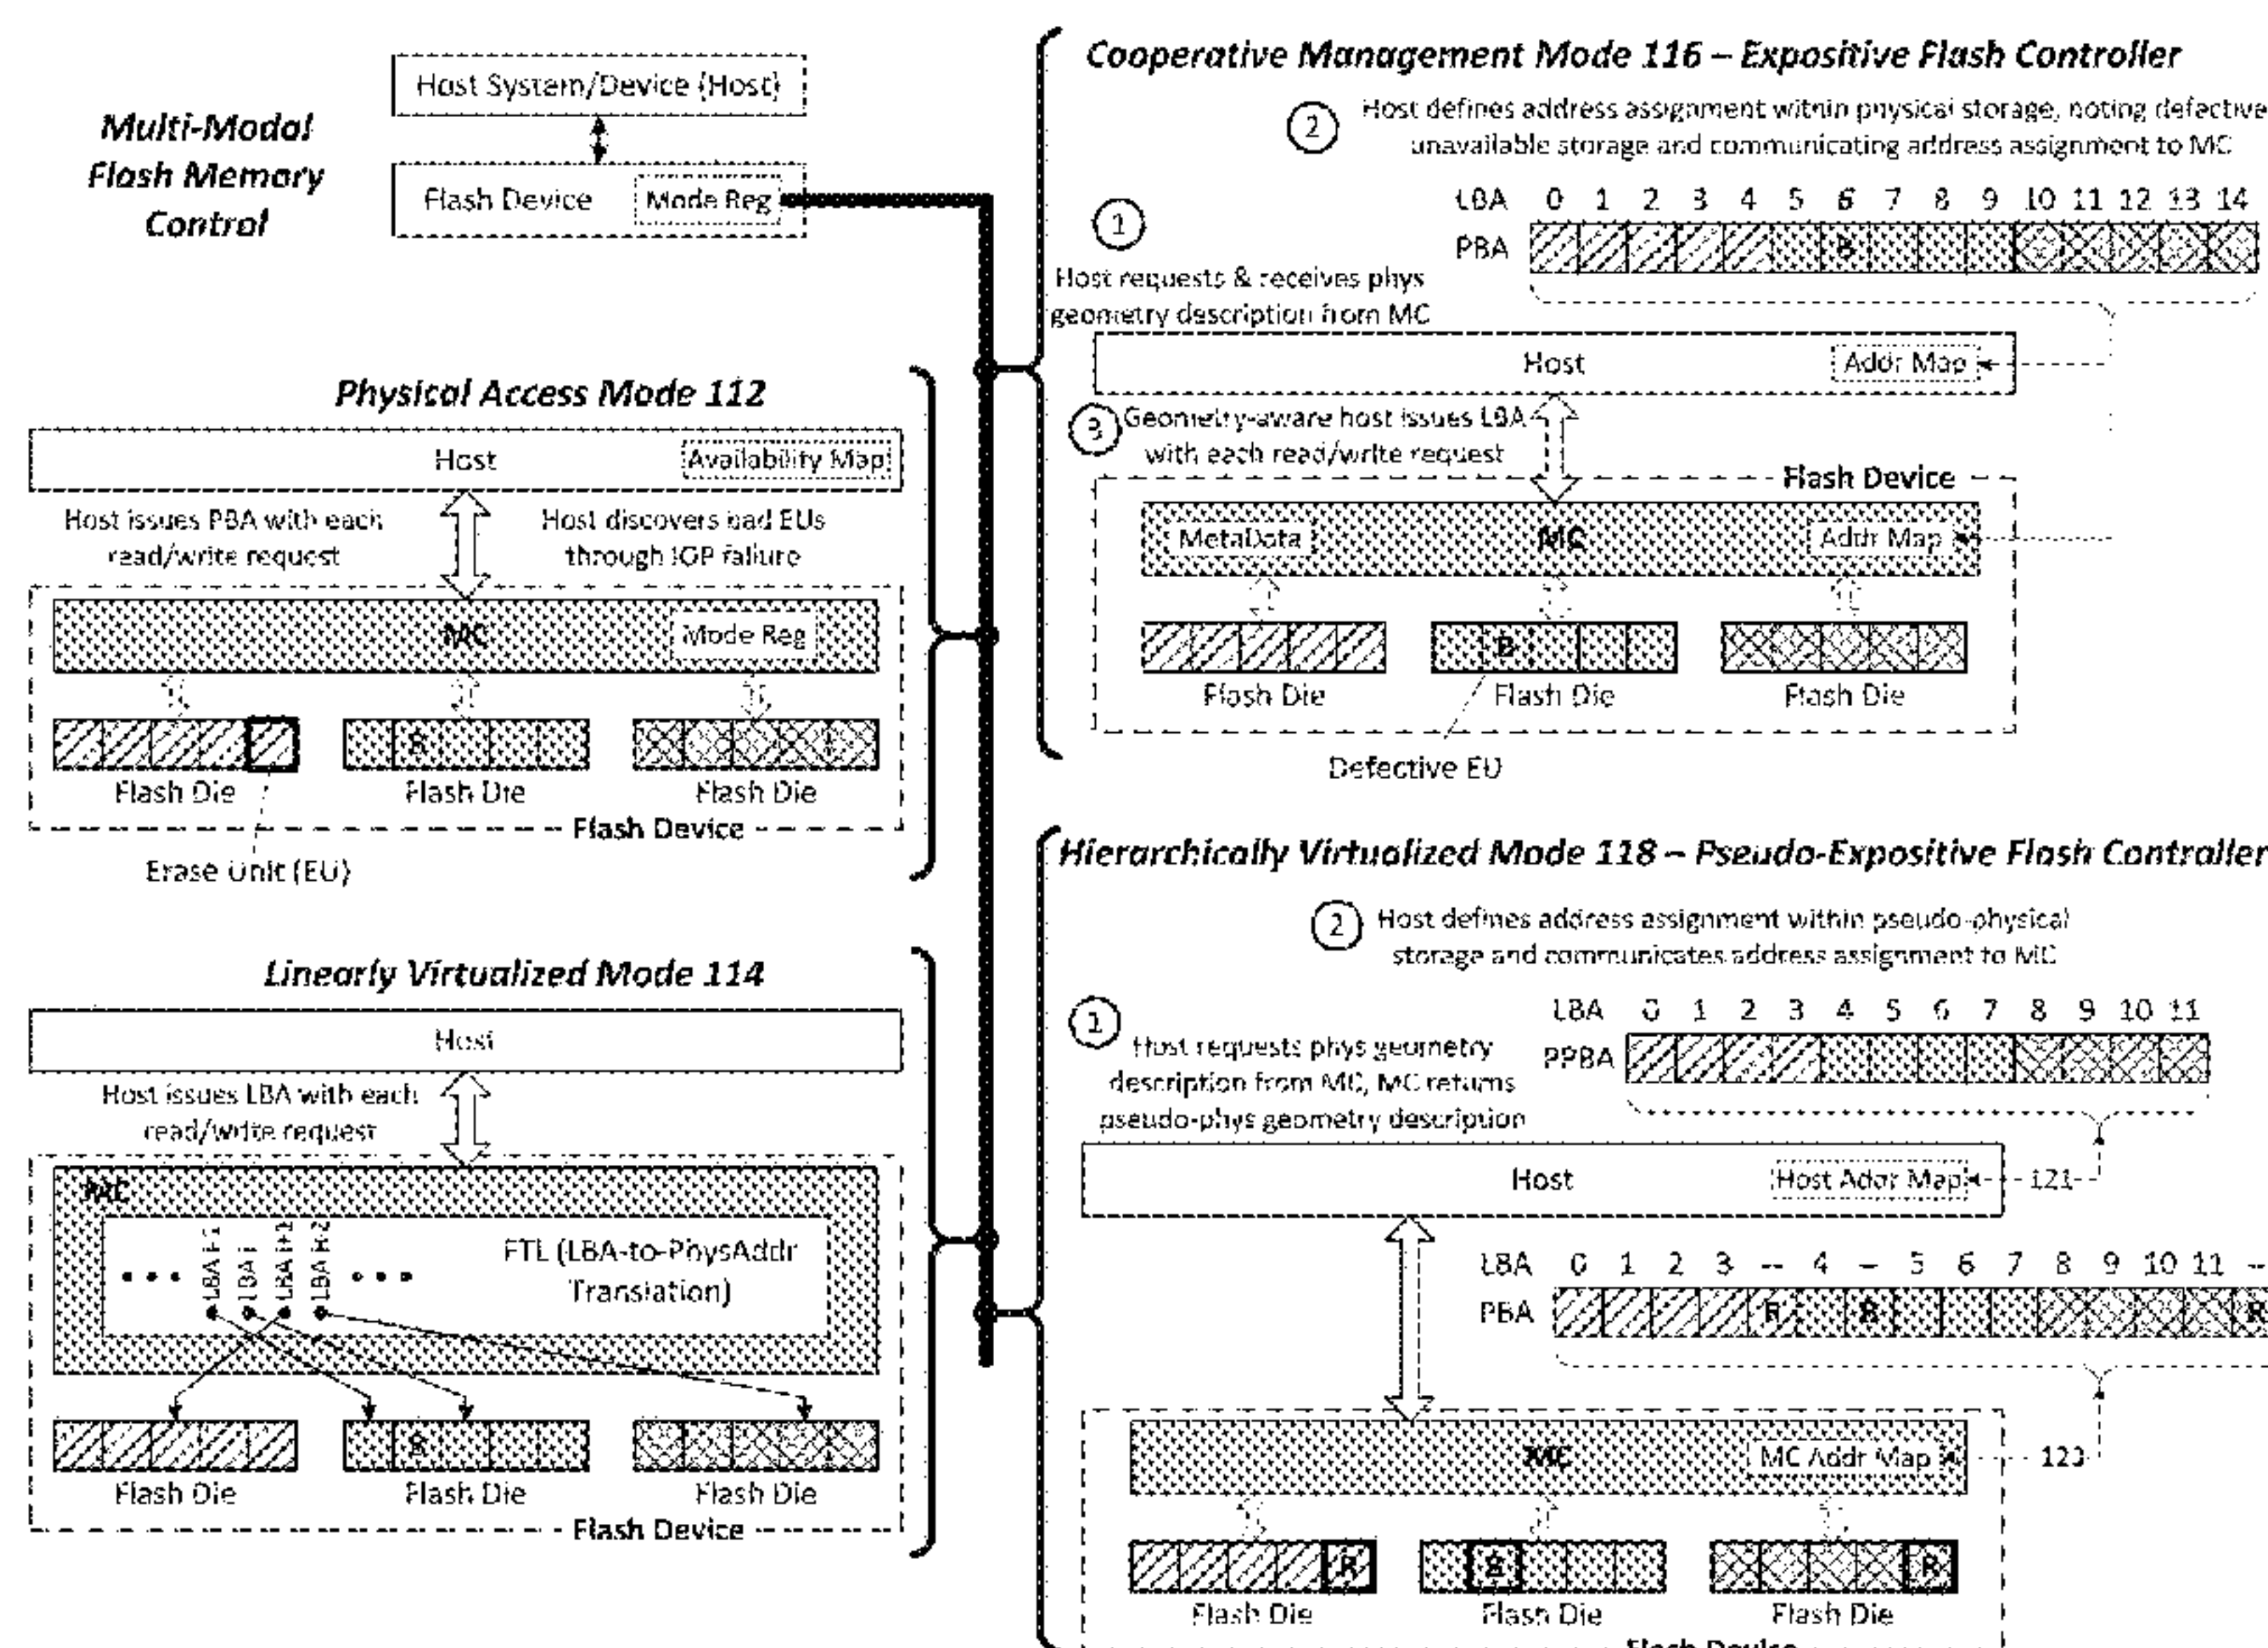 Multi-Modal
Flash Memory
Control
Host System/Device (Host)
Flash Device
Mode Reg
Physical Access Mode 112
Host
Availability Map
Host issues PBA with each
read/write request
Host discovers bad EUs
through IGP failure
MC
Mode Reg
Flash Die
Flash Die
Flash Die
Flash Device
Erase Unit (EU)
Linearly Virtualized Mode 114
Host
Host issues LBA with each
read/write request
MC
LBA i-1
LBA i
LBA i+1
LBA i+2
FTL (LBA-to-PhysAddr
Translation)
Flash Die
Flash Die
Flash Die
Flash Device
Cooperative Management Mode 116 – Expositive Flash Controller
2
Host defines address assignment within physical storage, noting defective
unavailable storage and communicating address assignment to MC
LBA 0 1 2 3 4 5 6 7 8 9 10 11 12 13 14
PBA B
1
Host requests & receives phys
geometry description from MC
Host
Addr Map
3
Geometry-aware host issues LBA
with each read/write request
Flash Device
MetaData
MC
Addr Map
B
Flash Die
Flash Die
Flash Die
Defective EU
Hierarchically Virtualized Mode 118 – Pseudo-Expositive Flash Controller
2
Host defines address assignment within pseudo-physical
storage and communicates address assignment to MC
LBA 0 1 2 3 4 5 6 7 8 9 10 11
PPBA
1
Host requests phys geometry
description from MC, MC returns
pseudo-phys geometry description
Host
Host Addr Map
121
LBA 0 1 2 3 -- 4 -- 5 6 7 8 9 10 11 --
PBA R R R
MC
MC Addr Map
123
R
R
Flash Die
Flash Die
Flash Die
Flash Device